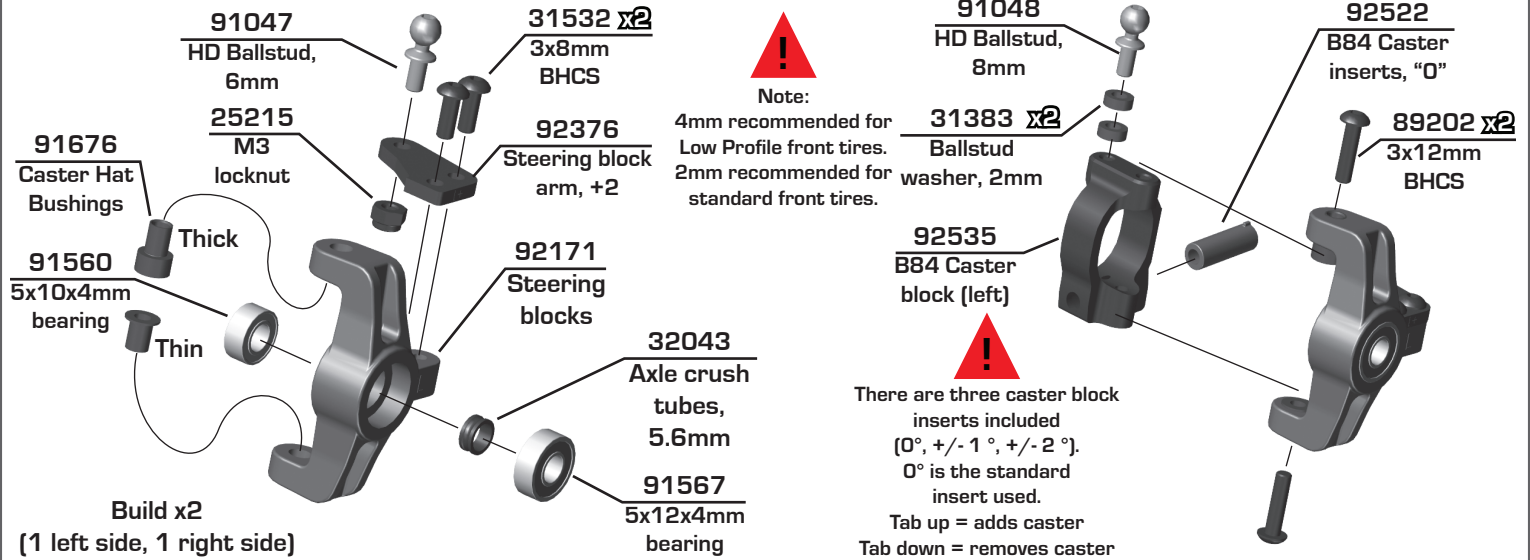 91047
HD Ballstud,
6mm
31532 x2
3x8mm
BHCS
25215
M3
locknut
92376
Steering block
arm, +2
91676
Caster Hat
Bushings
Thick
91560
5x10x4mm
bearing
Thin
92171
Steering
blocks
32043
Axle crush
tubes,
5.6mm
91567
5x12x4mm
bearing
Build x2
(1 left side, 1 right side)
!
Note:
4mm recommended for
Low Profile front tires.
2mm recommended for
standard front tires.
91048
HD Ballstud,
8mm
31383 x2
Ballstud
washer, 2mm
92522
B84 Caster
inserts, “0”
89202 x2
3x12mm
BHCS
92535
B84 Caster
block (left)
!
There are three caster block
inserts included
(0°, +/- 1 °, +/- 2 °).
0° is the standard
insert used.
Tab up = adds caster
Tab down = removes caster